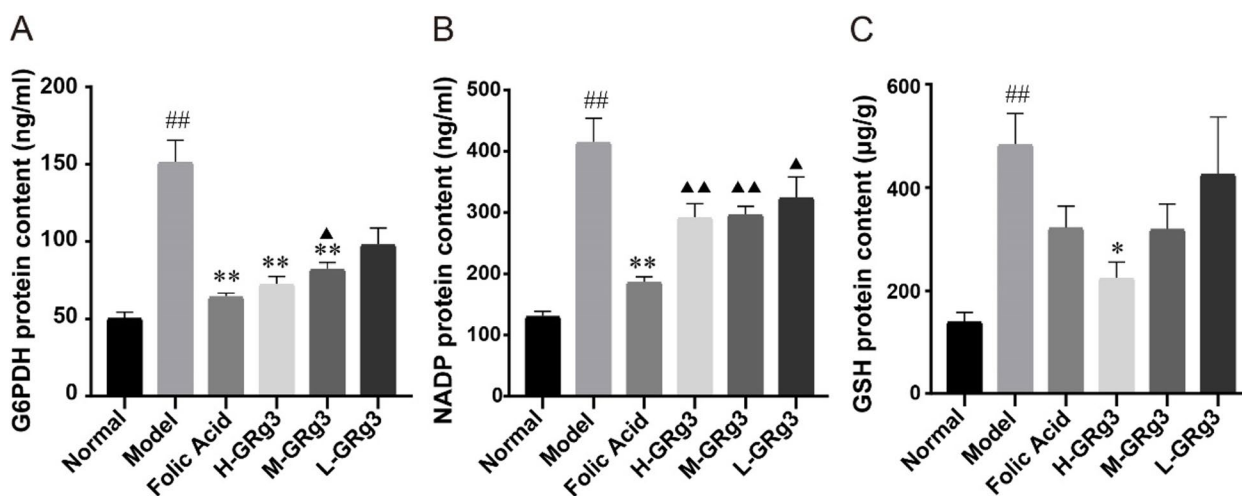 A
G6PDH protein content (ng/ml)
200
150
100
50
0
##
**
**
▲
**
Normal
Model
Folic Acid
H-GRg3
M-GRg3
L-GRg3
B
NADP protein content (ng/ml)
500
400
300
200
100
0
##
**
▲▲
▲▲
▲
Normal
Model
Folic Acid
H-GRg3
M-GRg3
L-GRg3
C
GSH protein content (μg/g)
600
400
200
0
##
*
Normal
Model
Folic Acid
H-GRg3
M-GRg3
L-GRg3